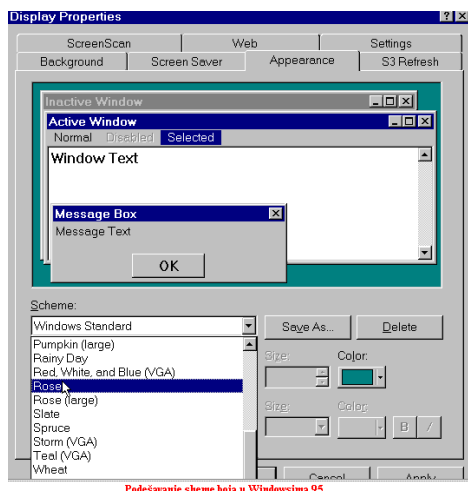 Display Properties
ScreenScan Web Settings
Background Screen Saver Appearance S3 Refresh
Inactive Window
Active Window
Normal Disabled Selected
Window Text
Message Box
Message Text
OK
Scheme:
Windows Standard
Save As... Delete
Pumpkin (large)
Rainy Day
Red, White, and Blue (VGA)
Rose
Rose (large)
Slate
Spruce
Storm (VGA)
Teal (VGA)
Wheat
Size: Color:
Size: Color:
B /
Cancel Apply
Podešavanje sheme boja u Windowsima 95